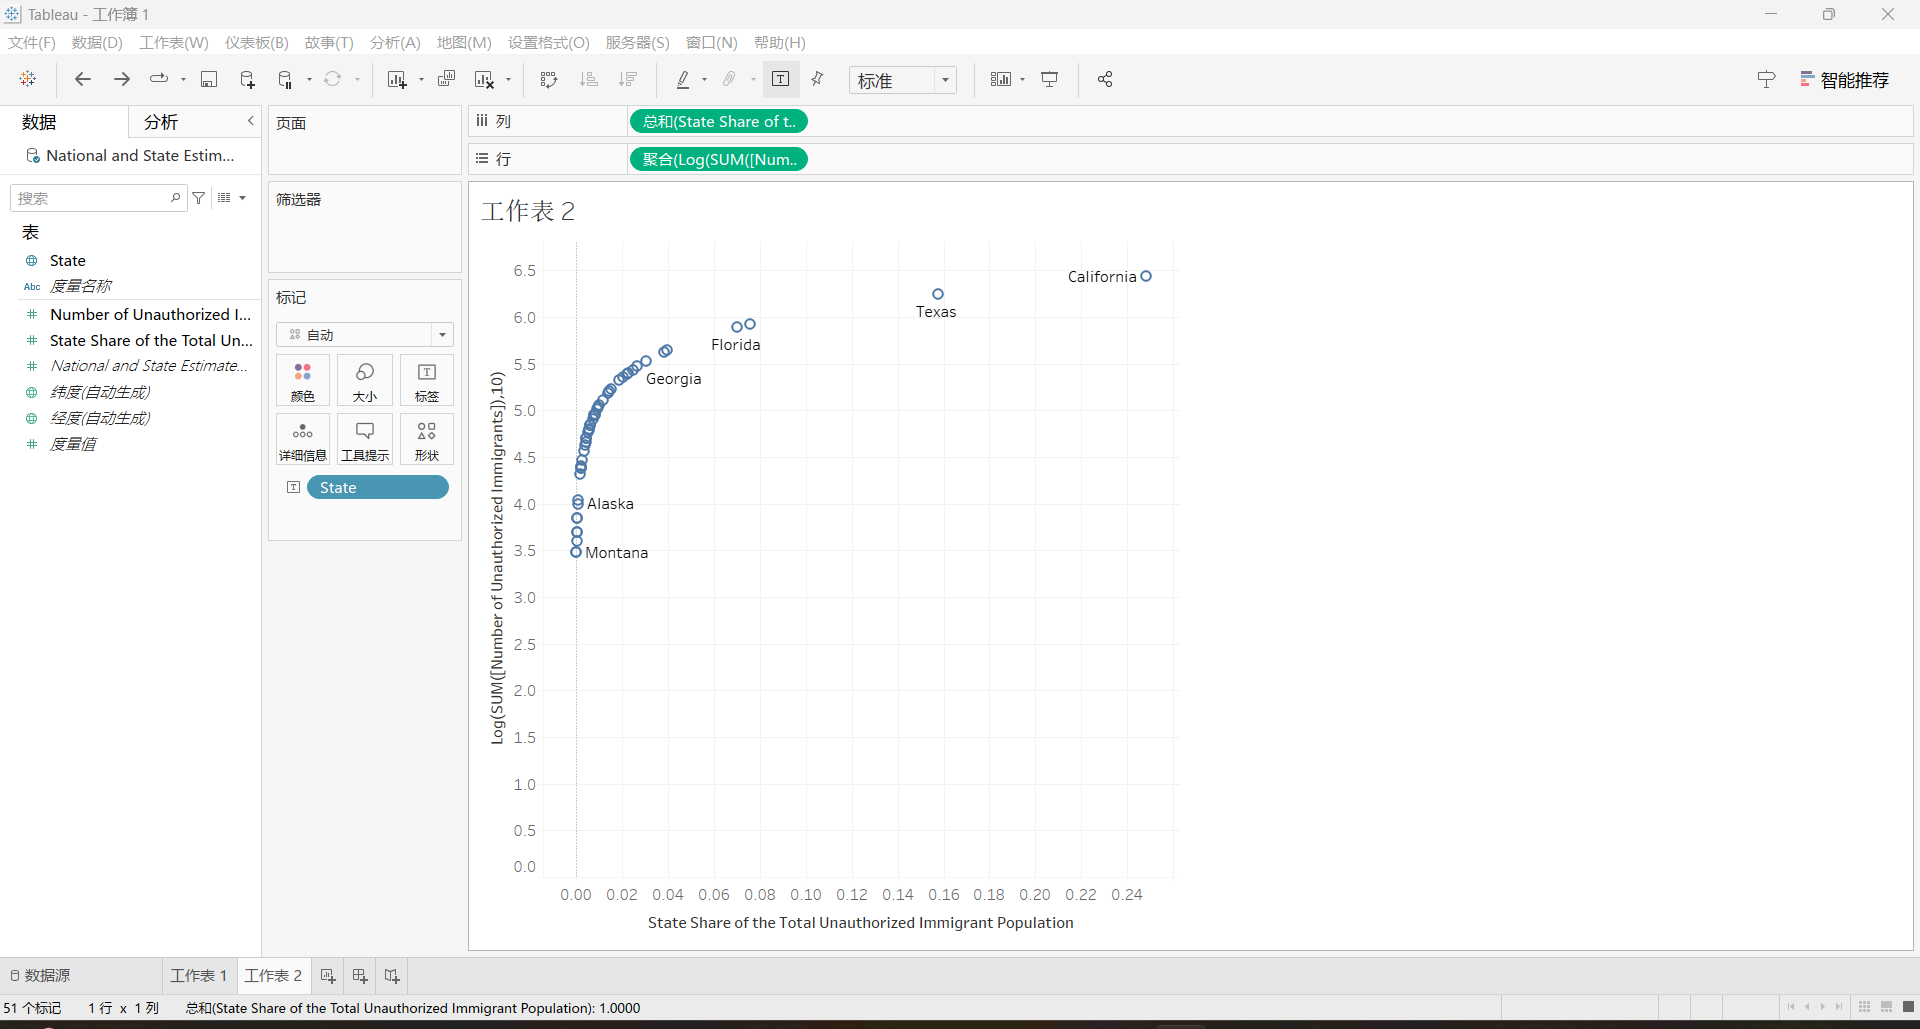 Tableau - 工作簿 1
文件(F) 数据(D) 工作表(W) 仪表板(B) 故事(T) 分析(A) 地图(M) 设置格式(O) 服务器(S) 窗口(N) 帮助(H)
标准
智能推荐
数据 分析
National and State Estim...
搜索
表
State
Abc 度量名称
Number of Unauthorized I...
State Share of the Total Un...
National and State Estimate...
纬度(自动生成)
经度(自动生成)
度量值
页面
筛选器
标记
自动
颜色 大小 标签
详细信息 工具提示 形状
State
列 总和(State Share of t..
行 聚合(Log(SUM([Num..
工作表 2
Log(SUM([Number of Unauthorized Immigrants]),10)
6.5
6.0
5.5
5.0
4.5
4.0
3.5
3.0
2.5
2.0
1.5
1.0
0.5
0.0
California
Texas
Florida
Georgia
Alaska
Montana
0.00 0.02 0.04 0.06 0.08 0.10 0.12 0.14 0.16 0.18 0.20 0.22 0.24
State Share of the Total Unauthorized Immigrant Population
数据源 工作表 1 工作表 2
51 个标记 1 行 x 1 列 总和(State Share of the Total Unauthorized Immigrant Population): 1.0000